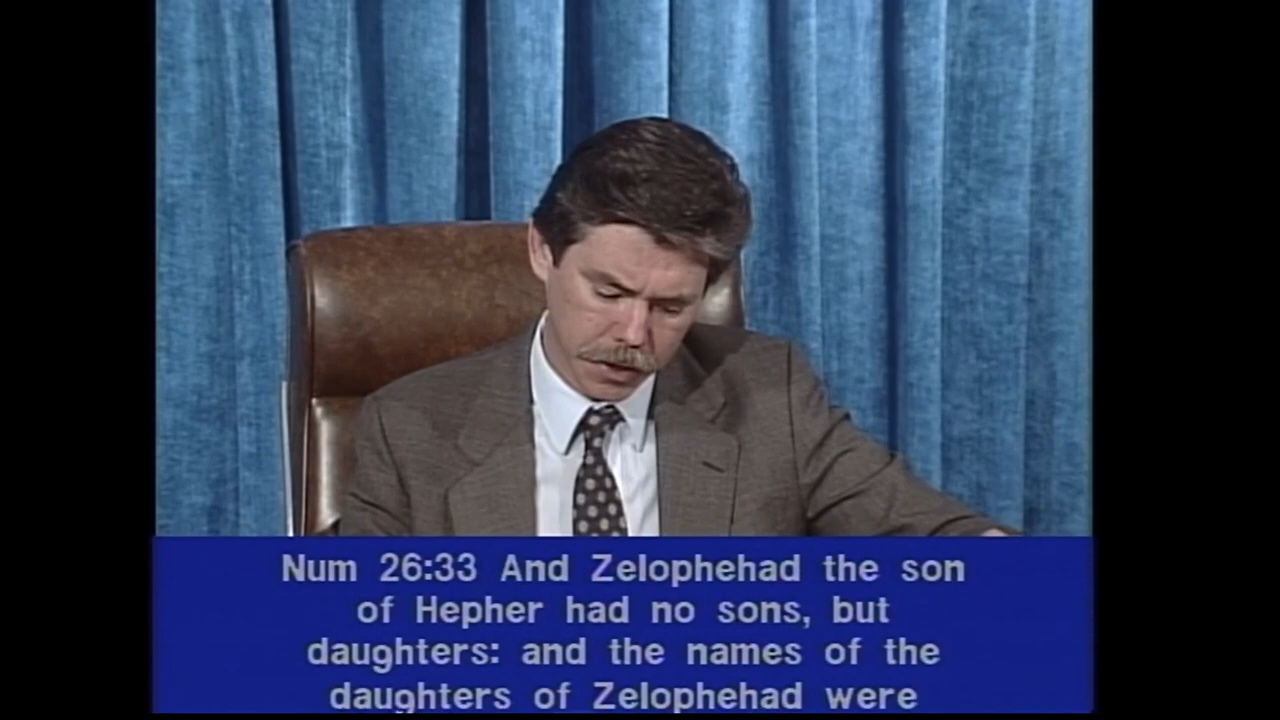 Num 26:33 And Zelophehad the son
of Hepher had no sons, but
daughters: and the names of the
daughters of Zelophehad were